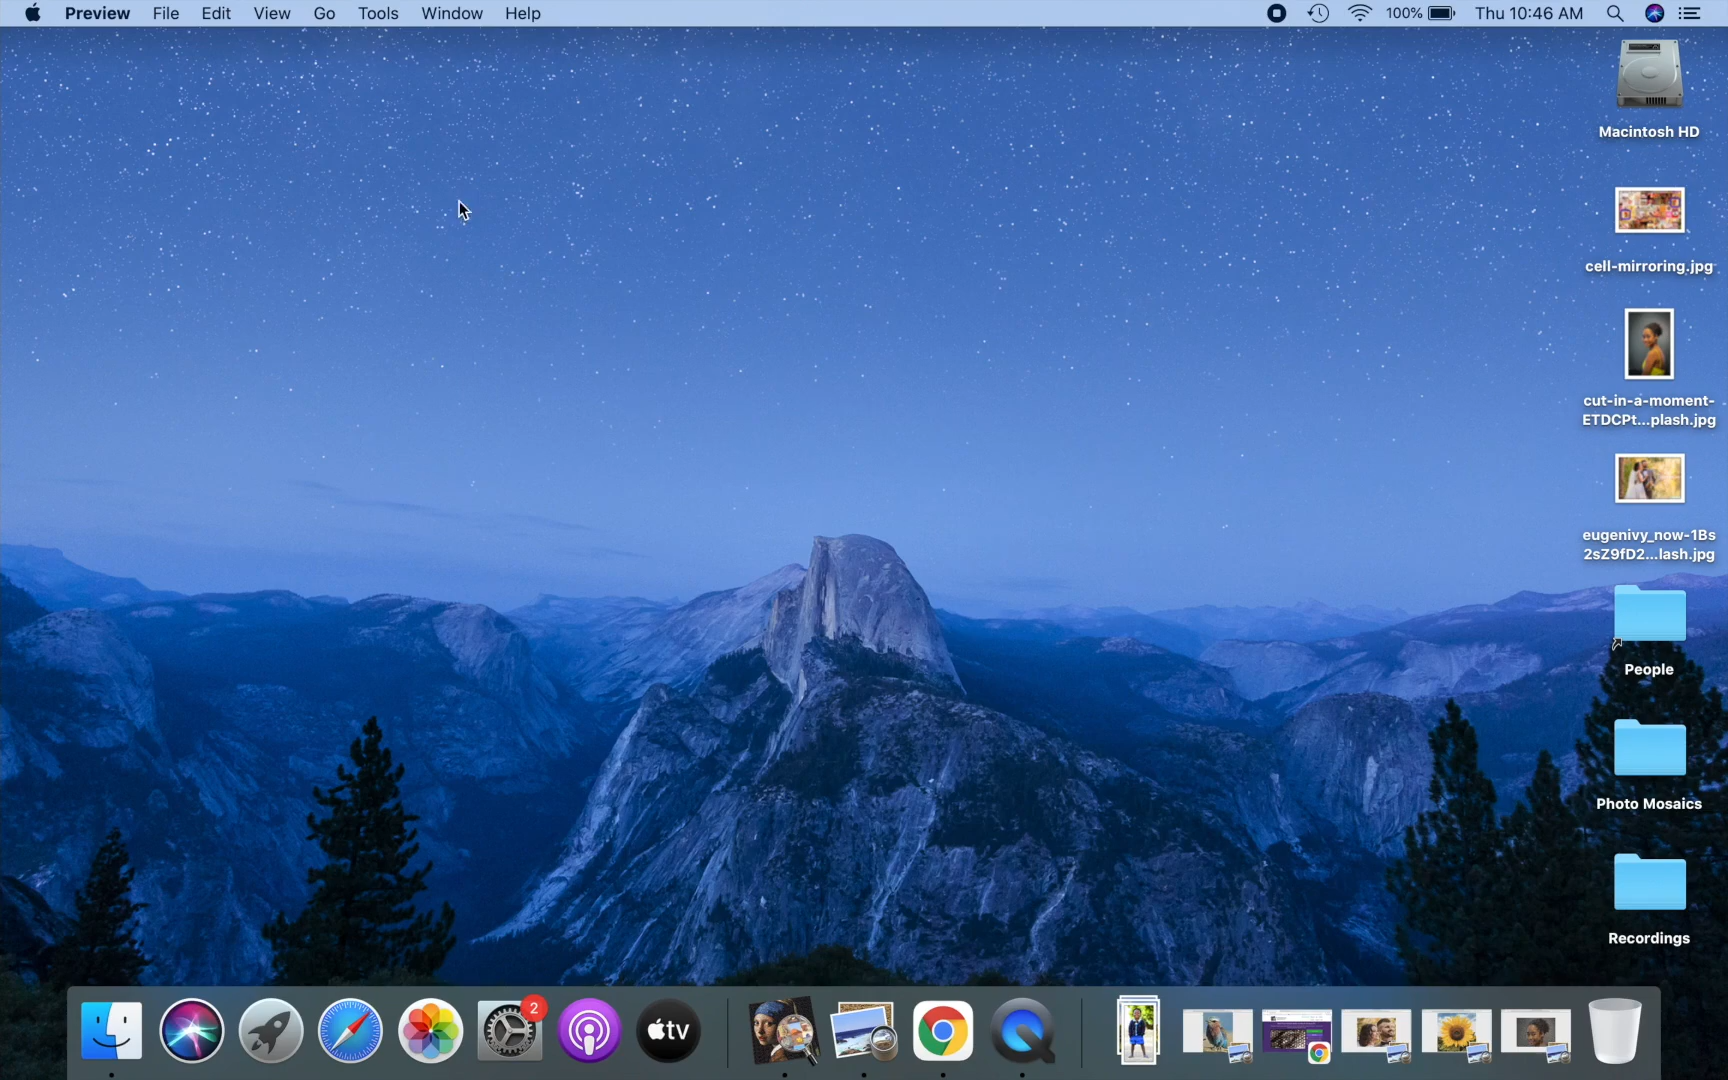 Preview File Edit View Go Tools Window Help 100% Thu 10:46 AM
Macintosh HD
cell-mirroring.jpg
cut-in-a-moment-
ETDCPt...plash.jpg
eugenivy_now-1Bs
2sZ9fD2...lash.jpg
People
Photo Mosaics
Recordings
2
tv